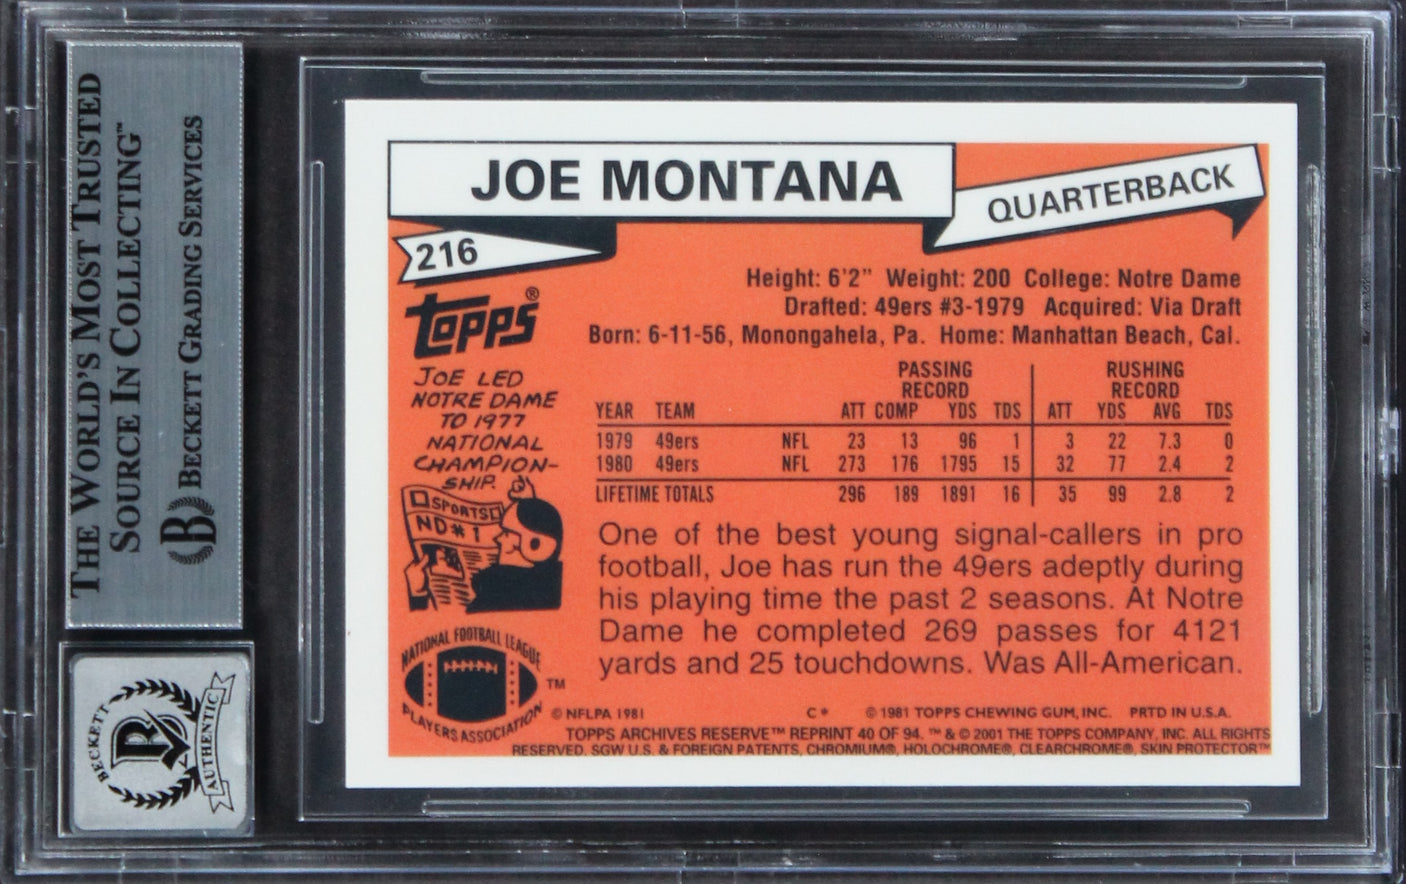 THE WORLD'S MOST TRUSTED
SOURCE IN COLLECTING™
BECKETT GRADING SERVICES
B
BECKETT
AUTHENTIC
JOE MONTANA
QUARTERBACK
216
Topps®
Height: 6'2" Weight: 200 College: Notre Dame
Drafted: 49ers #3-1979 Acquired: Via Draft
Born: 6-11-56, Monongahela, Pa. Home: Manhattan Beach, Cal.
JOE LED
NOTRE DAME
TO 1977
NATIONAL
CHAMPION-
SHIP.
SPORTS
ND#1
PASSING RECORD RUSHING RECORD
YEAR TEAM ATT COMP YDS TDS ATT YDS AVG TDS
1979 49ers NFL 23 13 96 1 3 22 7.3 0
1980 49ers NFL 273 176 1795 15 32 77 2.4 2
LIFETIME TOTALS 296 189 1891 16 35 99 2.8 2
One of the best young signal-callers in pro
football, Joe has run the 49ers adeptly during
his playing time the past 2 seasons. At Notre
Dame he completed 269 passes for 4121
yards and 25 touchdowns. Was All-American.
NATIONAL FOOTBALL LEAGUE
PLAYERS ASSOCIATION
TM
© NFLPA 1981 C* © 1981 TOPPS CHEWING GUM, INC. PRTD IN U.S.A.
TOPPS ARCHIVES RESERVE™ REPRINT 40 OF 94. ™ & © 2001 THE TOPPS COMPANY, INC. ALL RIGHTS
RESERVED. SGW U.S. & FOREIGN PATENTS, CHROMIUM®, HOLOCHROME®, CLEARCHROME®, SKIN PROTECTOR™